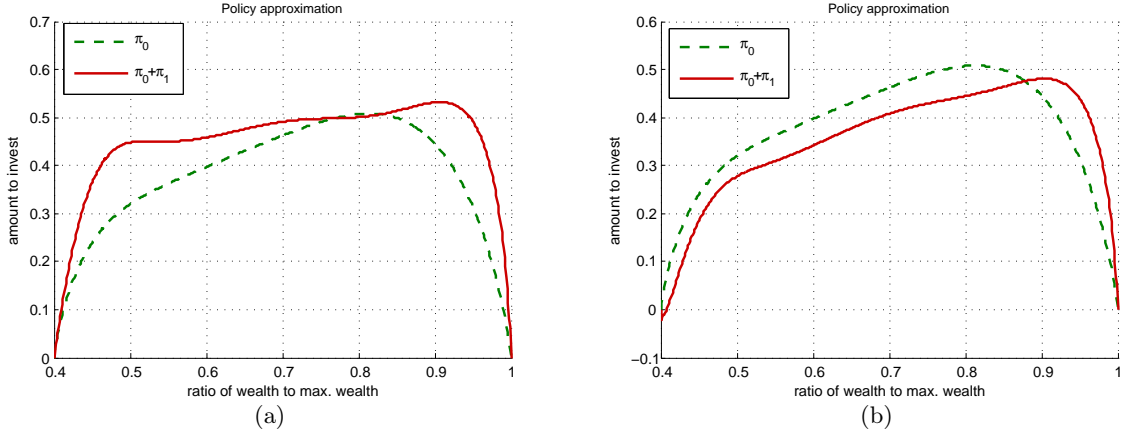 Policy approximation
π₀
π₀+π₁
amount to invest
0.7
0.6
0.5
0.4
0.3
0.2
0.1
0
0.4 0.5 0.6 0.7 0.8 0.9 1
ratio of wealth to max. wealth
(a)
Policy approximation
π₀
π₀+π₁
amount to invest
0.6
0.5
0.4
0.3
0.2
0.1
0
−0.1
0.4 0.5 0.6 0.7 0.8 0.9 1
ratio of wealth to max. wealth
(b)